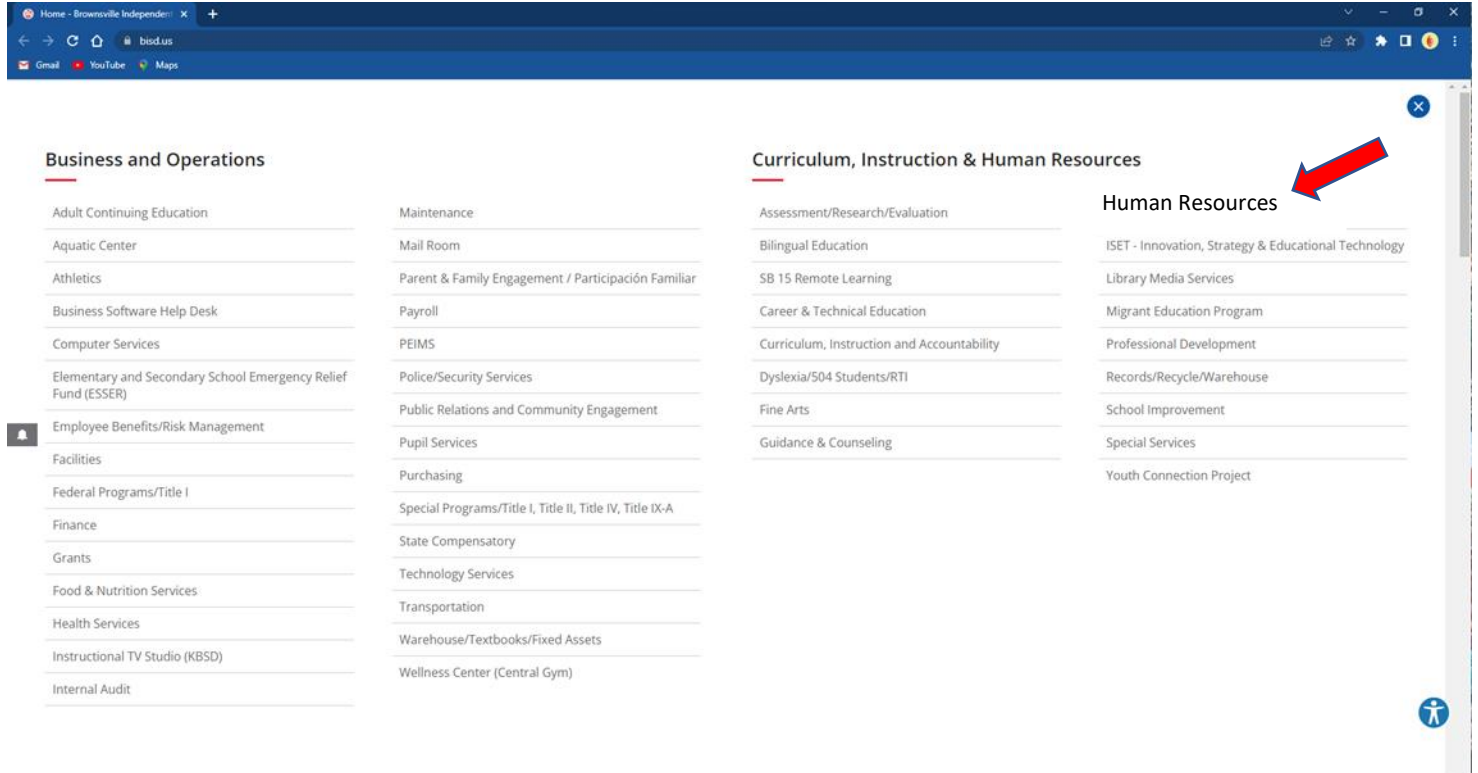 Home - Brownsville Independent
bisd.us
Gmail
YouTube
Maps
Business and Operations
Adult Continuing Education
Aquatic Center
Athletics
Business Software Help Desk
Computer Services
Elementary and Secondary School Emergency Relief
Fund (ESSER)
Employee Benefits/Risk Management
Facilities
Federal Programs/Title I
Finance
Grants
Food & Nutrition Services
Health Services
Instructional TV Studio (KBSD)
Internal Audit
Maintenance
Mail Room
Parent & Family Engagement / Participación Familiar
Payroll
PEIMS
Police/Security Services
Public Relations and Community Engagement
Pupil Services
Purchasing
Special Programs/Title I, Title II, Title IV, Title IX-A
State Compensatory
Technology Services
Transportation
Warehouse/Textbooks/Fixed Assets
Wellness Center (Central Gym)
Curriculum, Instruction & Human Resources
Assessment/Research/Evaluation
Bilingual Education
SB 15 Remote Learning
Career & Technical Education
Curriculum, Instruction and Accountability
Dyslexia/504 Students/RTI
Fine Arts
Guidance & Counseling
Human Resources
ISET - Innovation, Strategy & Educational Technology
Library Media Services
Migrant Education Program
Professional Development
Records/Recycle/Warehouse
School Improvement
Special Services
Youth Connection Project